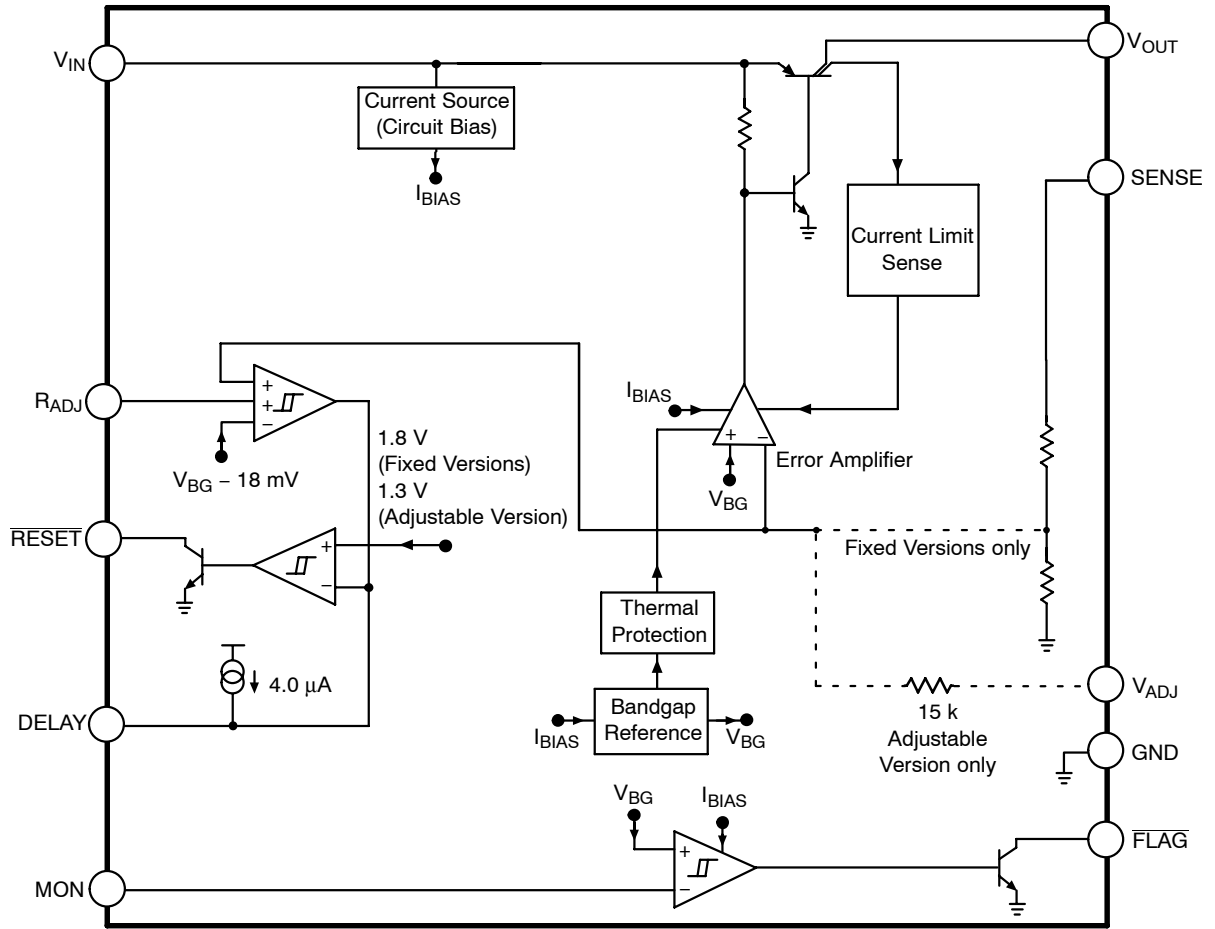 V_IN
V_OUT
Current Source
(Circuit Bias)
I_BIAS
SENSE
Current Limit
Sense
R_ADJ
+
+
−
V_BG − 18 mV
1.8 V
(Fixed Versions)
1.3 V
(Adjustable Version)
I_BIAS
+ −
Error Amplifier
V_BG
RESET
+
−
Fixed Versions only
Thermal
Protection
4.0 μA
DELAY
I_BIAS
Bandgap
Reference
V_BG
15 k
Adjustable
Version only
V_ADJ
GND
V_BG
I_BIAS
+
−
FLAG
MON